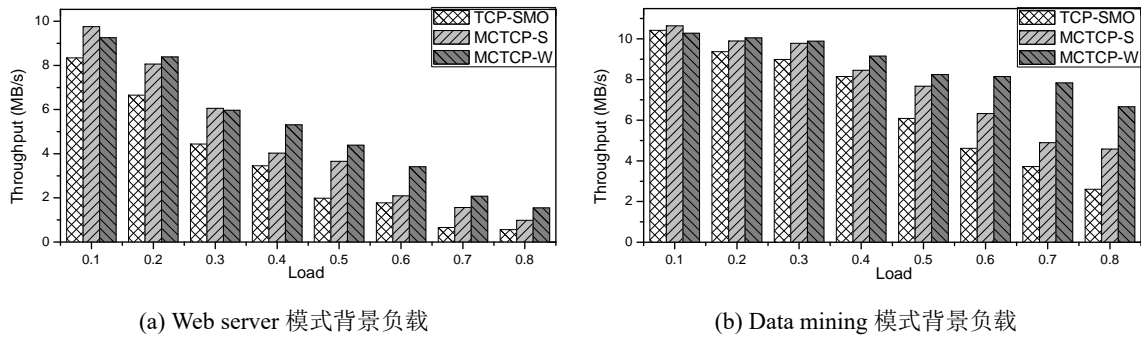 10
8
6
4
2
0
Throughput (MB/s)
TCP-SMO
MCTCP-S
MCTCP-W
0.1 0.2 0.3 0.4 0.5 0.6 0.7 0.8
Load
(a) Web server 模式背景负载
10
8
6
4
2
0
Throughput (MB/s)
TCP-SMO
MCTCP-S
MCTCP-W
0.1 0.2 0.3 0.4 0.5 0.6 0.7 0.8
Load
(b) Data mining 模式背景负载